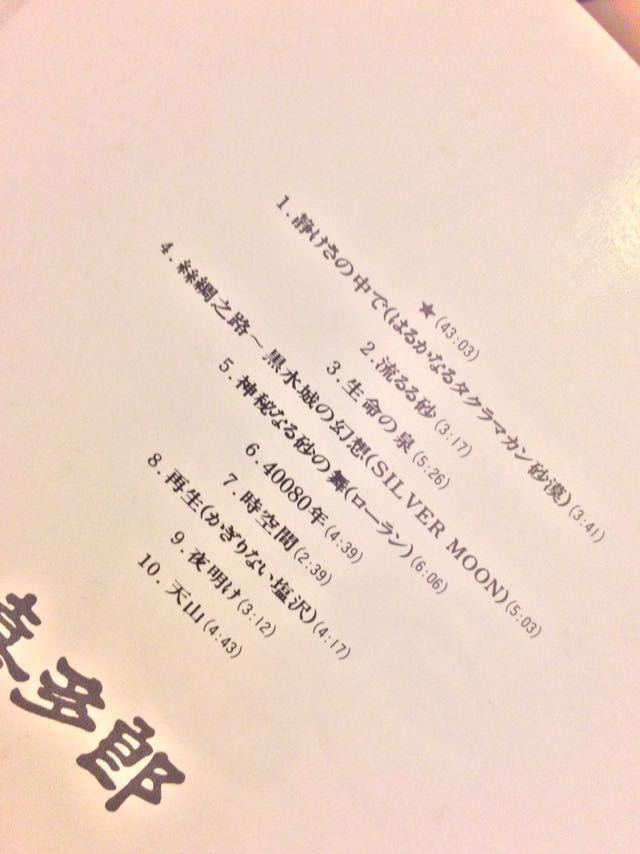 ★(43:03)
1.静けさの中で(はるかなるタクラマカン砂漠)(3:41)
2.流るる砂(3:17)
3.生命の泉(5:26)
4.絲綢之路〜黒水城の幻想(SILVER MOON)(5:03)
5.神秘なる砂の舞(ローラン)(6:06)
6.40080年(4:39)
7.時空間(2:39)
8.再生(かぎりない塩沢)(4:17)
9.夜明け(3:12)
10.天山(4:43)
喜多郎